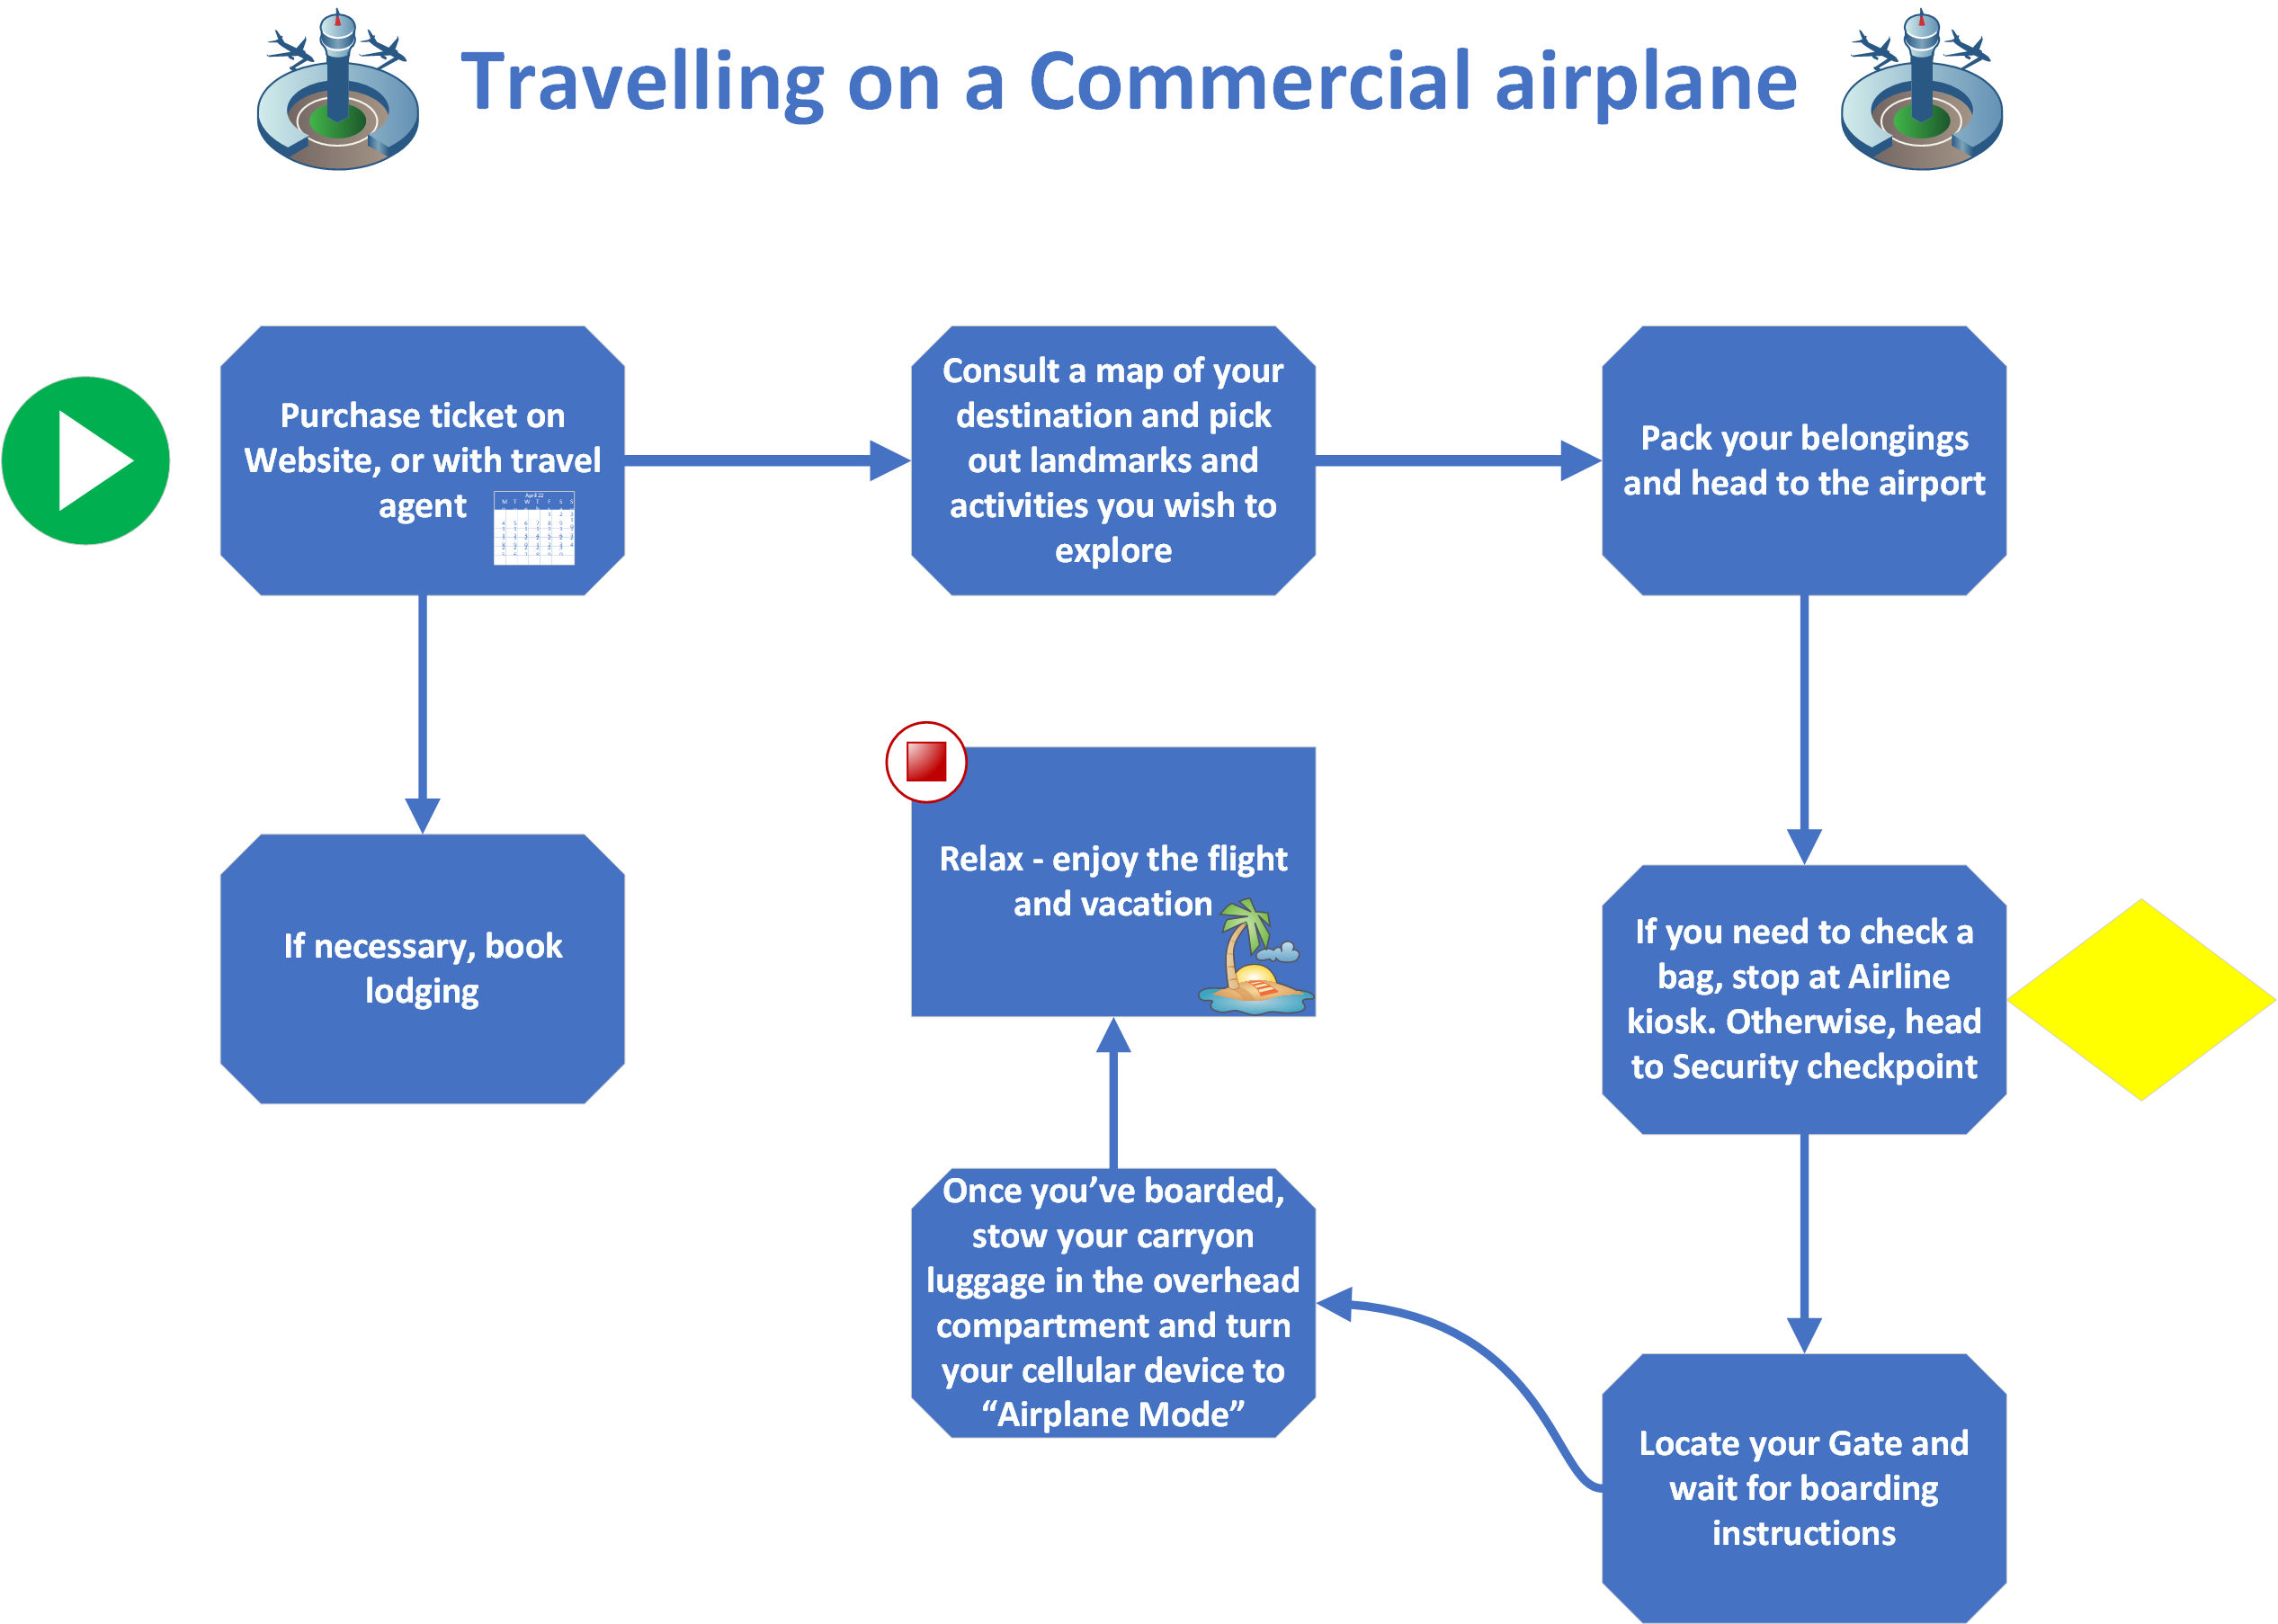 Travelling on a Commercial airplane
Purchase ticket on
Website, or with travel
agent
April 22
M T W T F S S
Consult a map of your
destination and pick
out landmarks and
activities you wish to
explore
Pack your belongings
and head to the airport
If necessary, book
lodging
Relax - enjoy the flight
and vacation
If you need to check a
bag, stop at Airline
kiosk. Otherwise, head
to Security checkpoint
Once you’ve boarded,
stow your carryon
luggage in the overhead
compartment and turn
your cellular device to
“Airplane Mode”
Locate your Gate and
wait for boarding
instructions